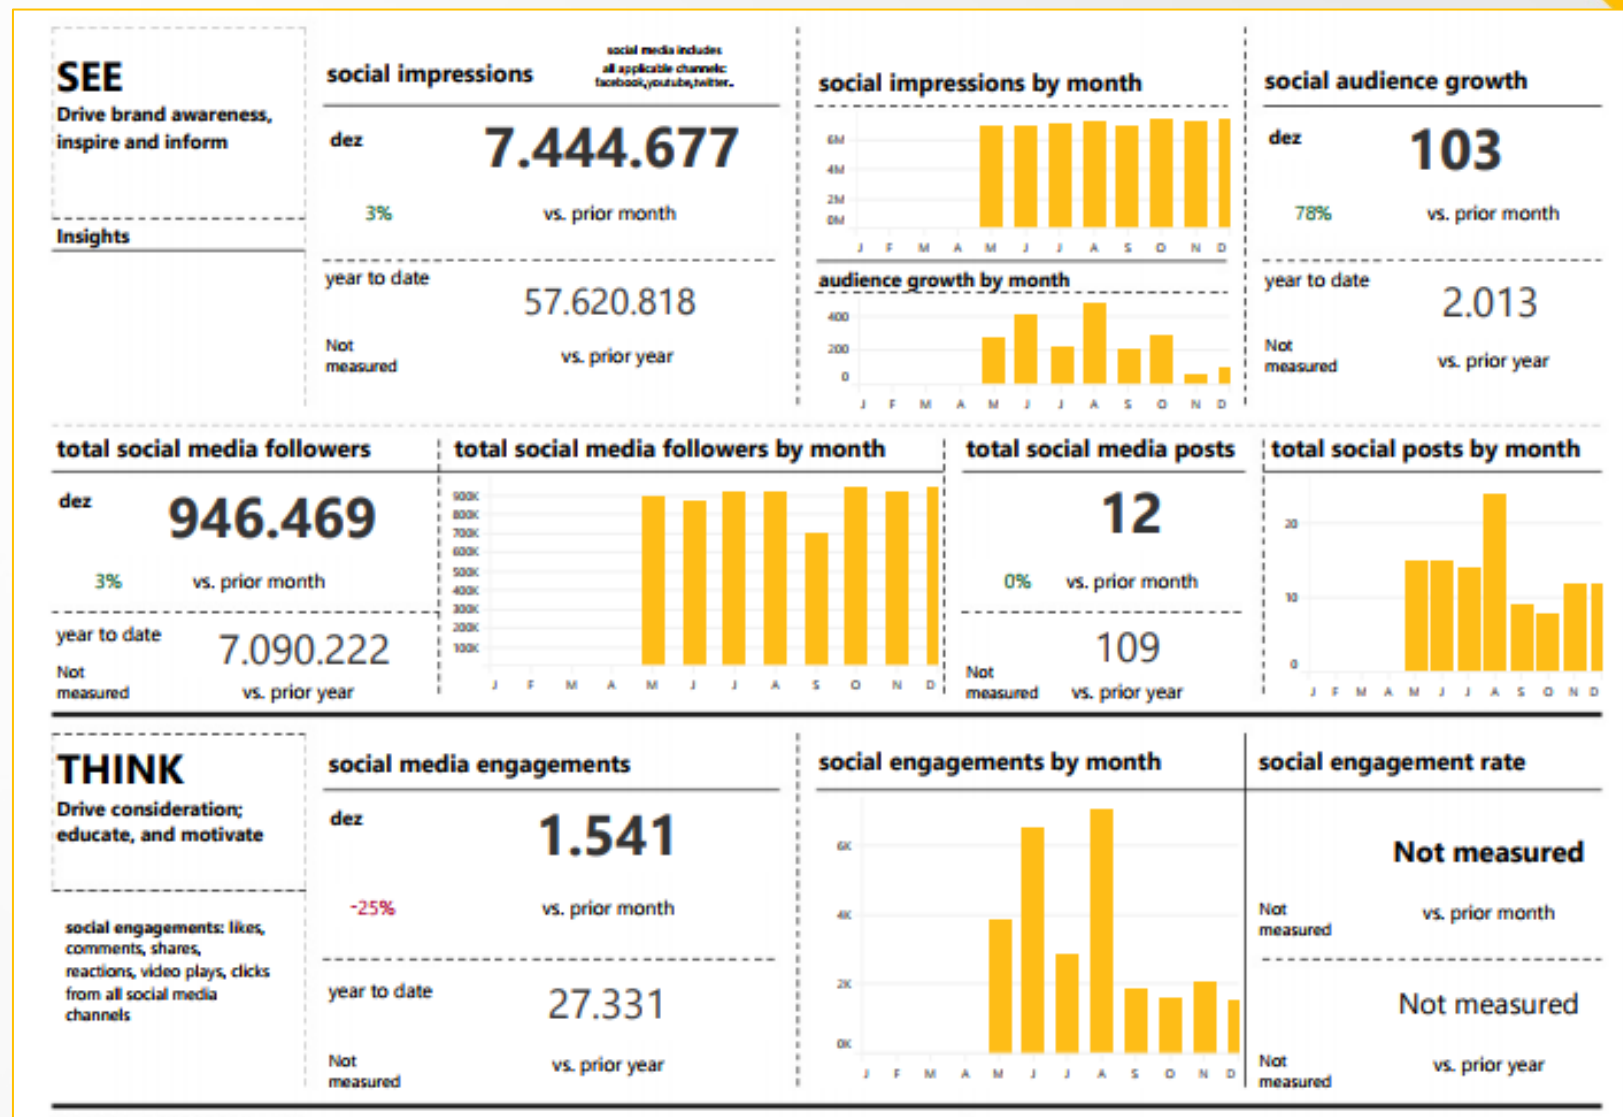 SEE
Drive brand awareness,
inspire and inform
Insights
social impressions
social media includes
all applicable channels:
facebook,youtube,twitter..
dez
7.444.677
3%
vs. prior month
year to date
57.620.818
Not
measured
vs. prior year
social impressions by month
6M
4M
2M
0M
J F M A M J J A S O N D
audience growth by month
400
200
0
J F M A M J J A S O N D
social audience growth
dez
103
78%
vs. prior month
year to date
2.013
Not
measured
vs. prior year
total social media followers
dez
946.469
3%
vs. prior month
year to date
7.090.222
Not
measured
vs. prior year
total social media followers by month
900K
800K
700K
600K
500K
400K
300K
200K
100K
J F M A M J J A S O N D
total social media posts
12
0%
vs. prior month
109
Not
measured
vs. prior year
total social posts by month
20
10
0
J F M A M J J A S O N D
THINK
Drive consideration;
educate, and motivate
social engagements: likes,
comments, shares,
reactions, video plays, clicks
from all social media
channels
social media engagements
dez
1.541
-25%
vs. prior month
year to date
27.331
Not
measured
vs. prior year
social engagements by month
6K
4K
2K
0K
J F M A M J J A S O N D
social engagement rate
Not measured
Not
measured
vs. prior month
Not measured
Not
measured
vs. prior year